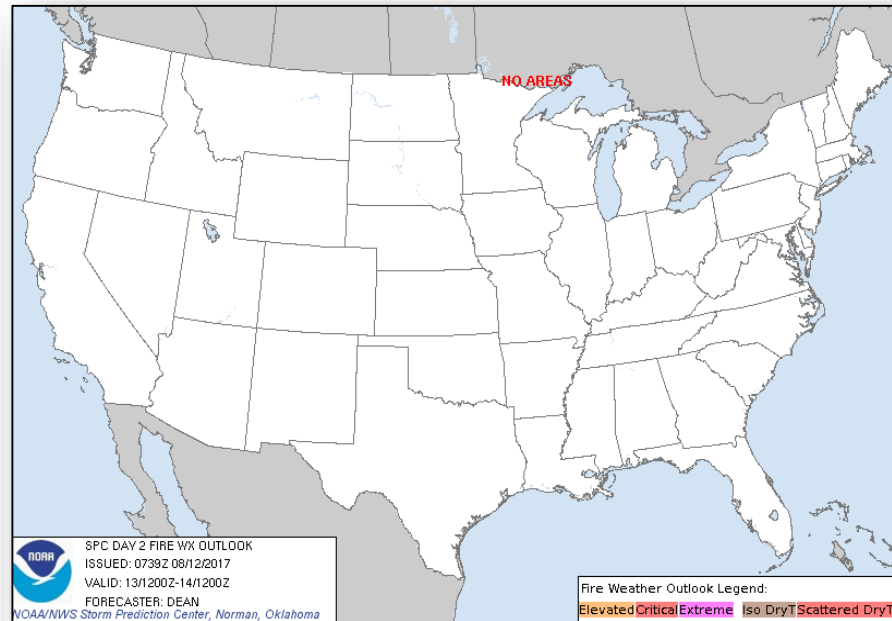 NO AREAS
NOAA
SPC DAY 2 FIRE WX OUTLOOK
ISSUED: 0739Z 08/12/2017
VALID: 13/1200Z-14/1200Z
FORECASTER: DEAN
NOAA/NWS Storm Prediction Center, Norman, Oklahoma
Fire Weather Outlook Legend:
Elevated Critical Extreme Iso DryT Scattered DryT